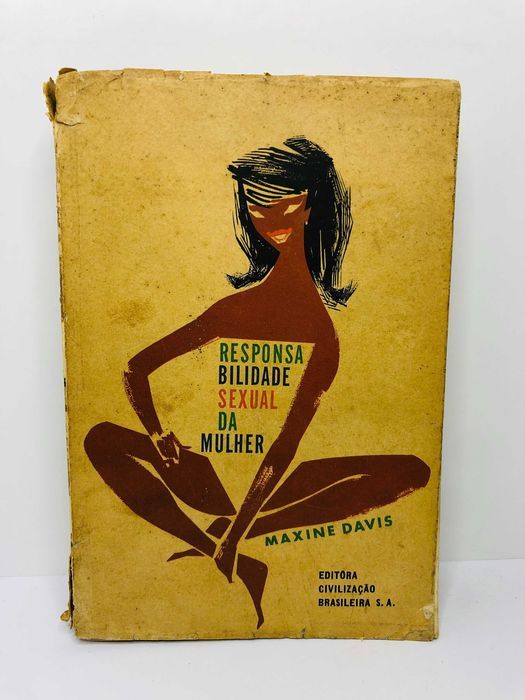 RESPONSA
BILIDADE
SEXUAL
DA
MULHER
MAXINE DAVIS
EDITÔRA
CIVILIZAÇÃO
BRASILEIRA S. A.